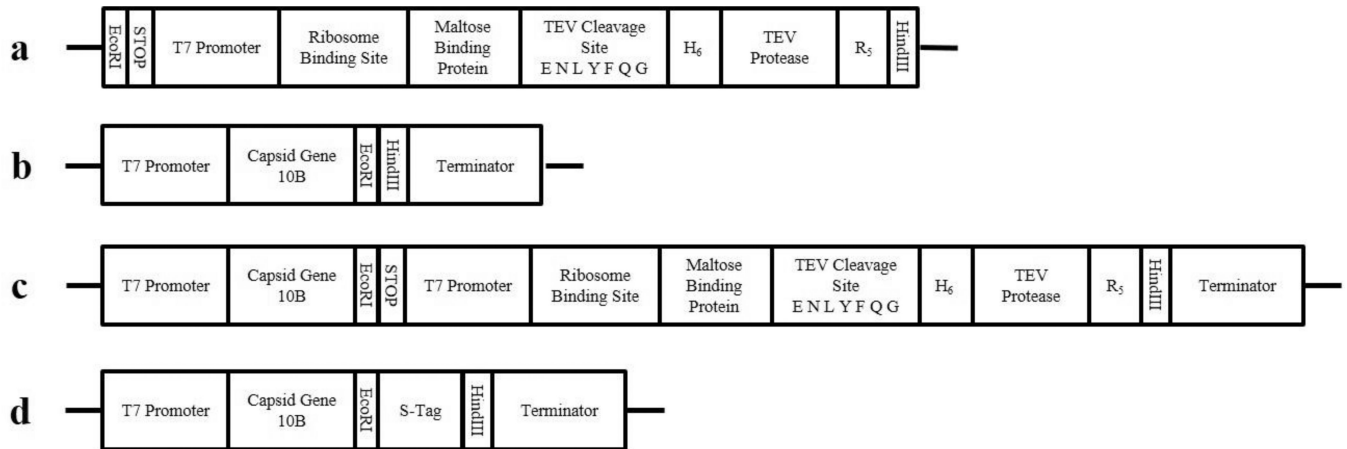 a
EcoRI
STOP
T7 Promoter
Ribosome
Binding Site
Maltose
Binding
Protein
TEV Cleavage
Site
E N L Y F Q G
H6
TEV
Protease
R5
HindIII
b
T7 Promoter
Capsid Gene
10B
EcoRI
HindIII
Terminator
c
T7 Promoter
Capsid Gene
10B
EcoRI
STOP
T7 Promoter
Ribosome
Binding Site
Maltose
Binding
Protein
TEV Cleavage
Site
E N L Y F Q G
H6
TEV
Protease
R5
HindIII
Terminator
d
T7 Promoter
Capsid Gene
10B
EcoRI
S-Tag
HindIII
Terminator